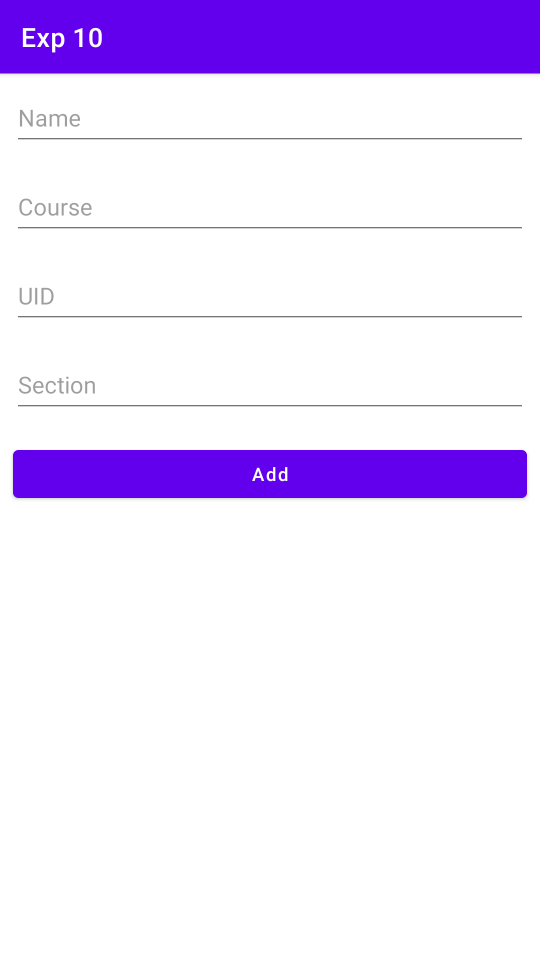 Exp 10
Name
Course
UID
Section
Add